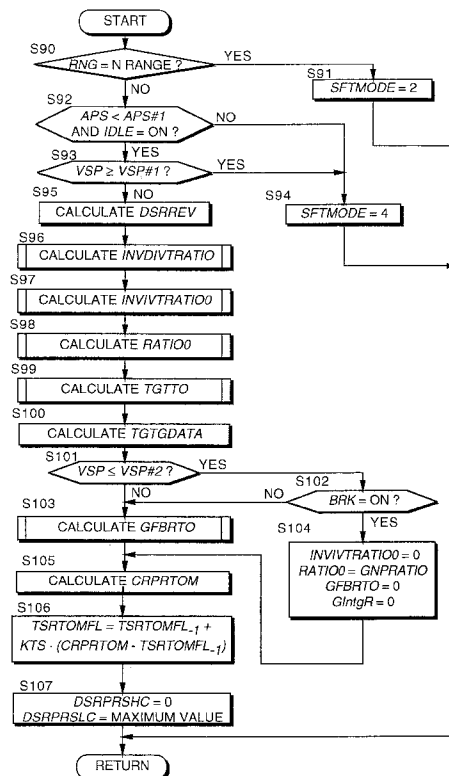 START
S90
RNG = N RANGE ?
YES
S91
SFTMODE = 2
NO
S92
APS < APS#1
AND IDLE = ON ?
NO
YES
S93
VSP ≥ VSP#1 ?
YES
S94
SFTMODE = 4
NO
S95
CALCULATE DSRREV
S96
CALCULATE INVDIVTRATIO
S97
CALCULATE INVIVTRATIO0
S98
CALCULATE RATIO0
S99
CALCULATE TGTTO
S100
CALCULATE TGTGDATA
S101
VSP ≤ VSP#2 ?
YES
S102
BRK = ON ?
NO
NO
YES
S103
CALCULATE GFBRTO
S104
INVIVTRATIO0 = 0
RATIO0 = GNPRATIO
GFBRTO = 0
GIntgR = 0
S105
CALCULATE CRPRTOM
S106
TSRTOMFL = TSRTOMFL-1 +
KTS · (CRPRTOM - TSRTOMFL-1)
S107
DSRPRSHC = 0
DSRPRSLC = MAXIMUM VALUE
RETURN